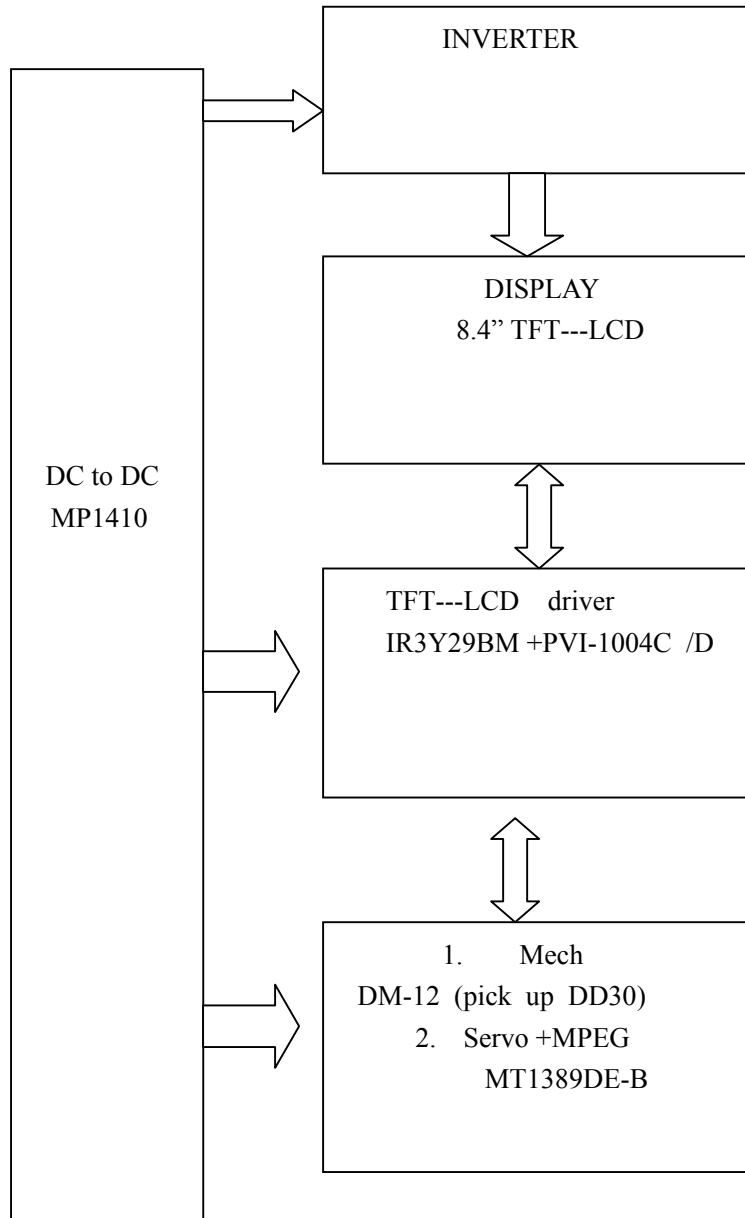 INVERTER
DISPLAY
8.4” TFT---LCD
DC to DC
MP1410
TFT---LCD driver
IR3Y29BM +PVI-1004C /D
1. Mech
DM-12 (pick up DD30)
2. Servo +MPEG
MT1389DE-B